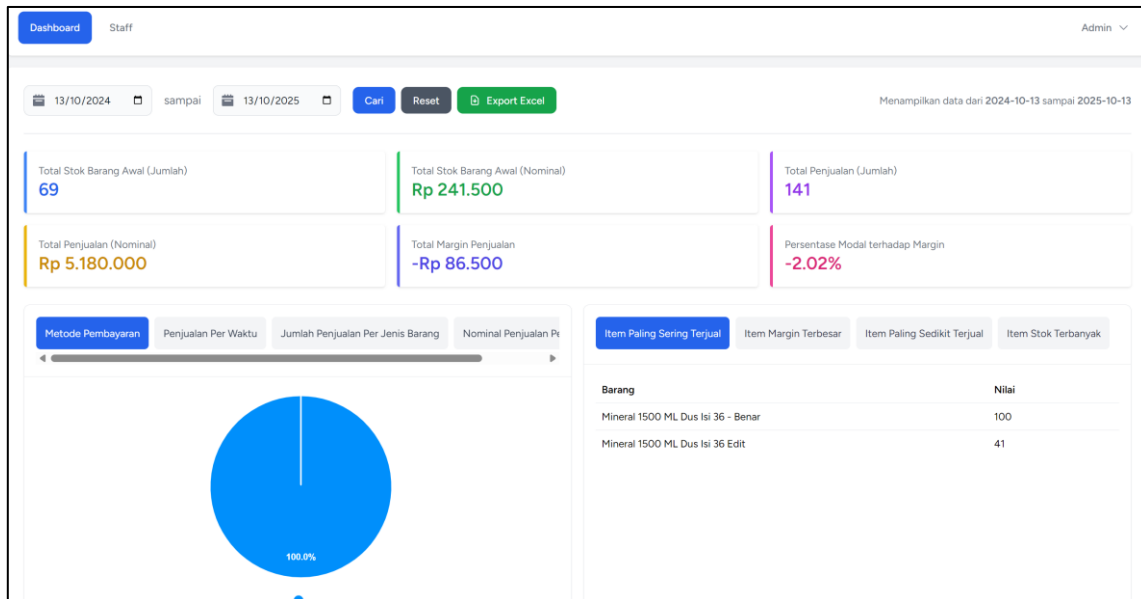 Dashboard Staff Admin
13/10/2024 sampai 13/10/2025 Cari Reset Export Excel Menampilkan data dari 2024-10-13 sampai 2025-10-13
Total Stok Barang Awal (Jumlah)
69
Total Stok Barang Awal (Nominal)
Rp 241.500
Total Penjualan (Jumlah)
141
Total Penjualan (Nominal)
Rp 5.180.000
Total Margin Penjualan
-Rp 86.500
Persentase Modal terhadap Margin
-2.02%
Metode Pembayaran Penjualan Per Waktu Jumlah Penjualan Per Jenis Barang Nominal Penjualan Pe
100.0%
Item Paling Sering Terjual Item Margin Terbesar Item Paling Sedikit Terjual Item Stok Terbanyak
Barang Nilai
Mineral 1500 ML Dus Isi 36 - Benar 100
Mineral 1500 ML Dus Isi 36 Edit 41